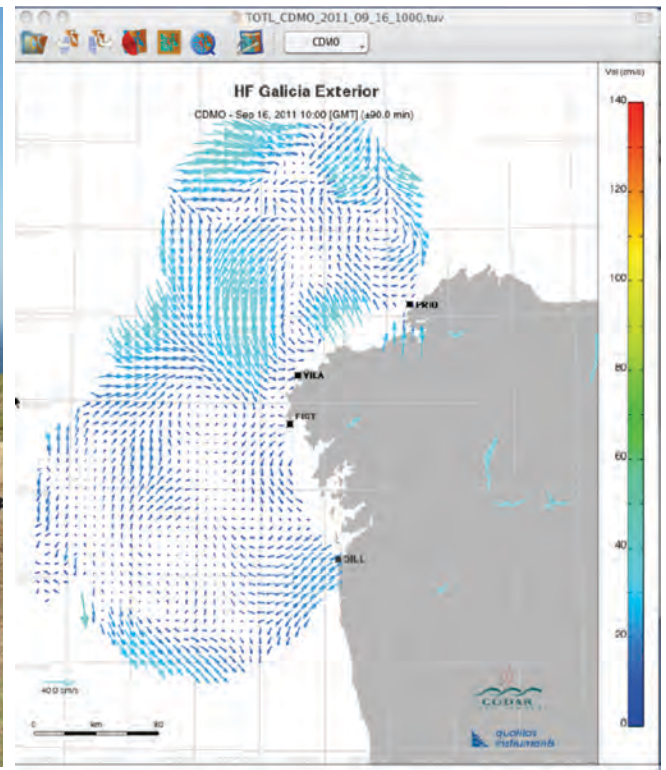 TOTL_CDMO_2011_09_16_1000.tuv
CDMO
Vel (cm/s)
HF Galicia Exterior
CDMO - Sep 16, 2011 10:00 [GMT] (±90.0 min)
140
120
100
80
60
40
20
0
PRIO
VILA
FIST
SILL
40.0 cm/s
0 km 80
CODAR
qualitas
instruments